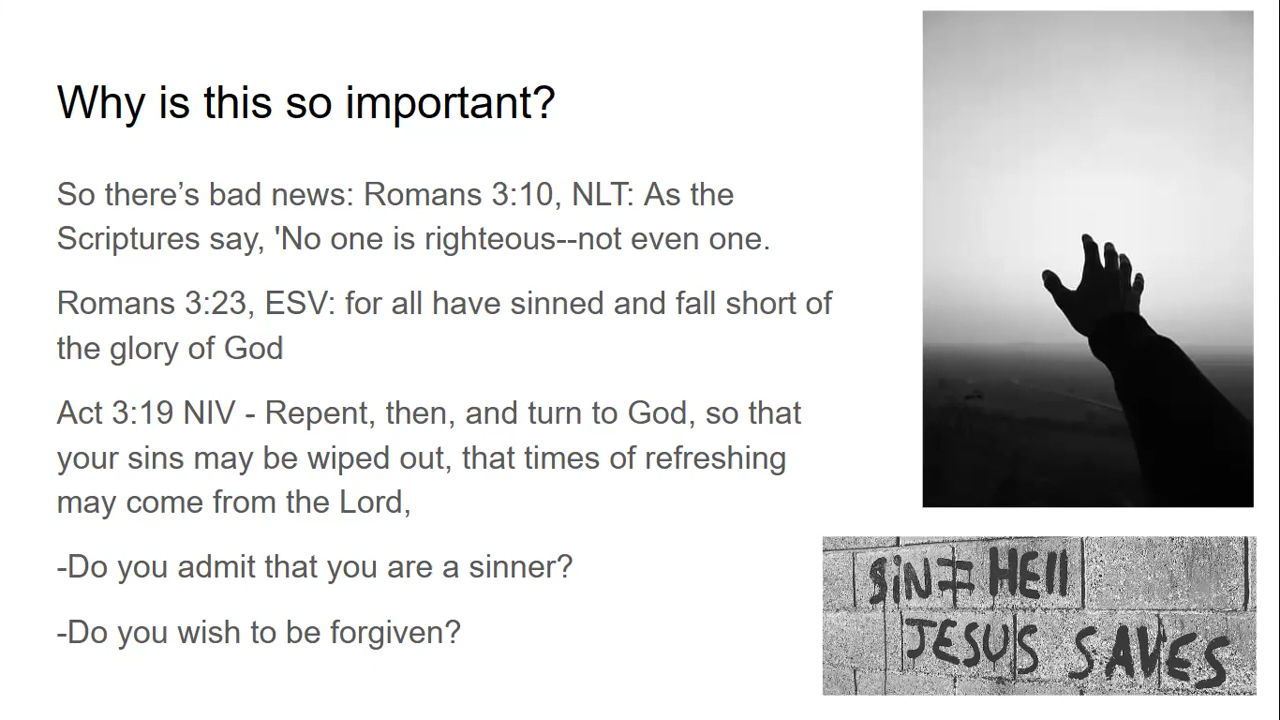 Why is this so important?
So there’s bad news: Romans 3:10, NLT: As the
Scriptures say, 'No one is righteous--not even one.
Romans 3:23, ESV: for all have sinned and fall short of
the glory of God
Act 3:19 NIV - Repent, then, and turn to God, so that
your sins may be wiped out, that times of refreshing
may come from the Lord,
-Do you admit that you are a sinner?
-Do you wish to be forgiven?
SiN = HEll
JESUS SAVES